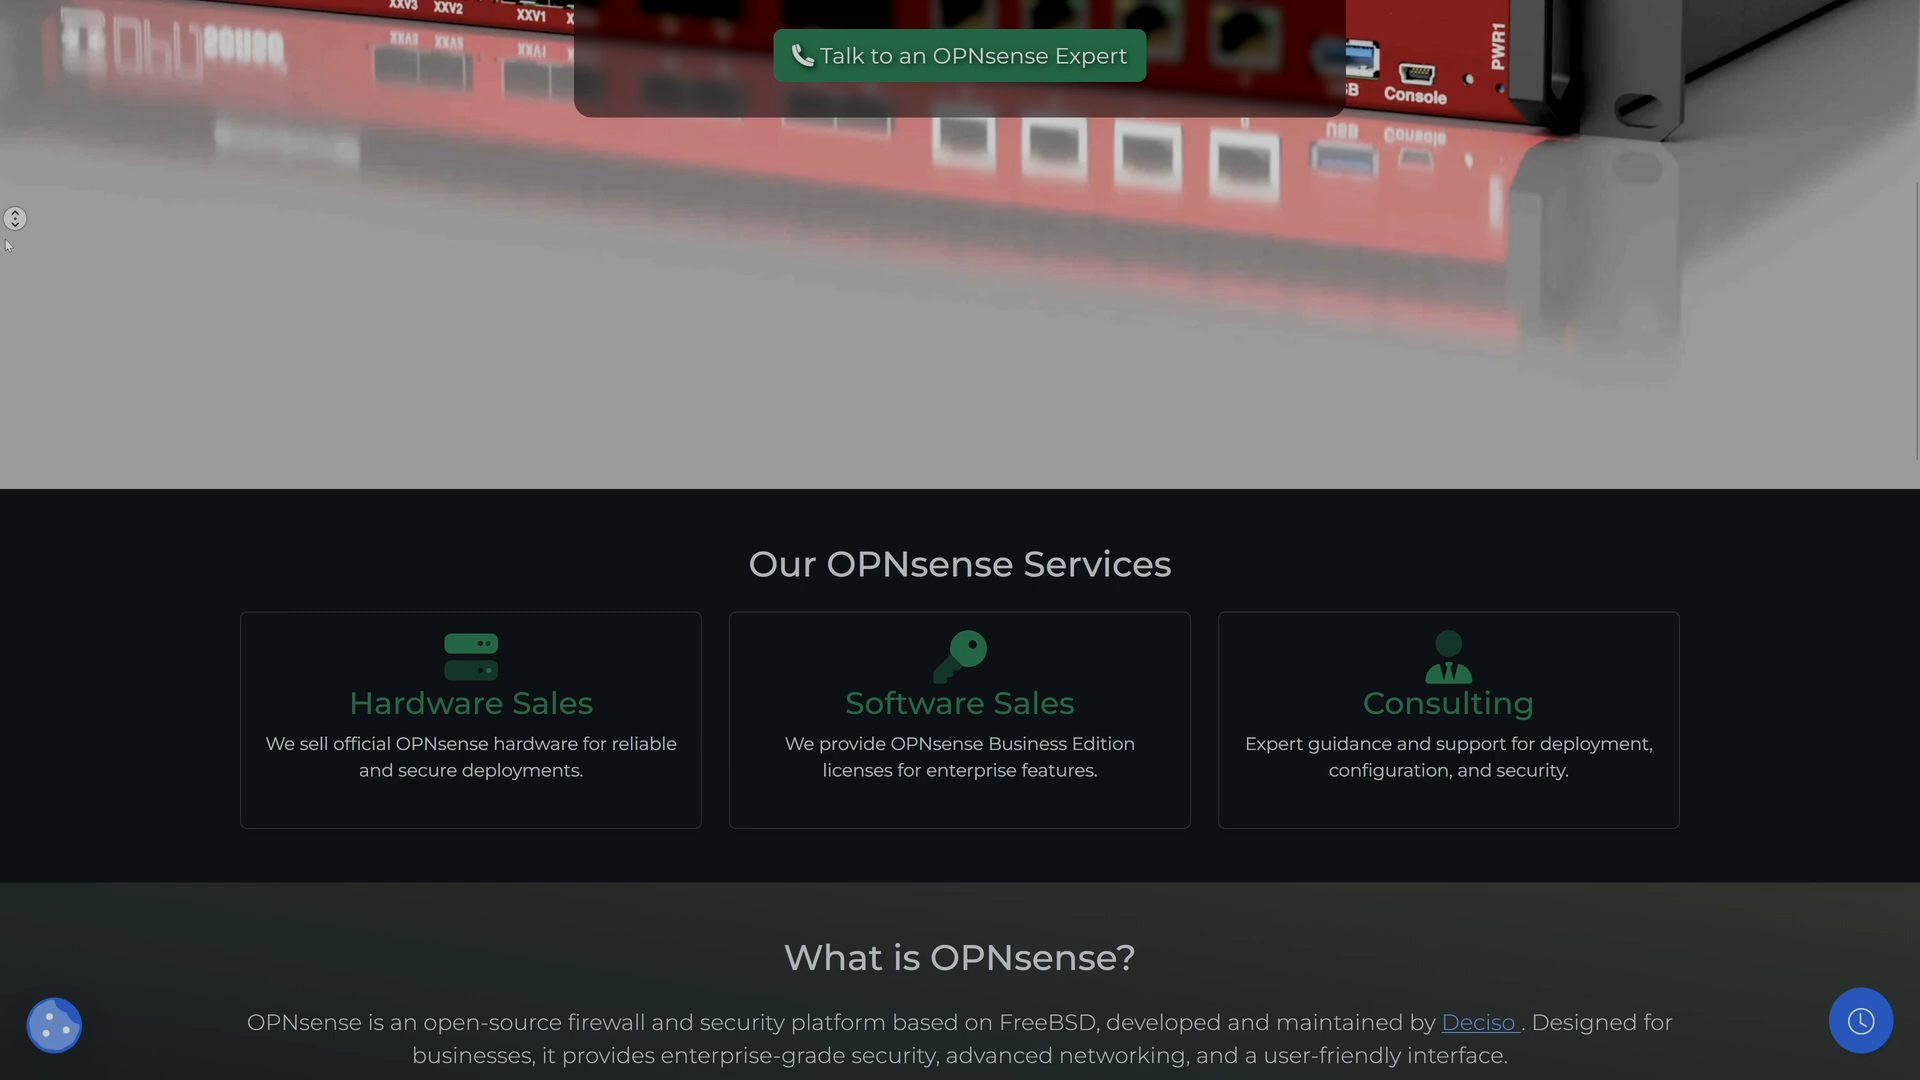 XXV3 XXV2 XXV1
Talk to an OPNsense Expert
PWR1
Console
Our OPNsense Services
Hardware Sales
We sell official OPNsense hardware for reliable
and secure deployments.
Software Sales
We provide OPNsense Business Edition
licenses for enterprise features.
Consulting
Expert guidance and support for deployment,
configuration, and security.
What is OPNsense?
OPNsense is an open-source firewall and security platform based on FreeBSD, developed and maintained by Deciso . Designed for
businesses, it provides enterprise-grade security, advanced networking, and a user-friendly interface.